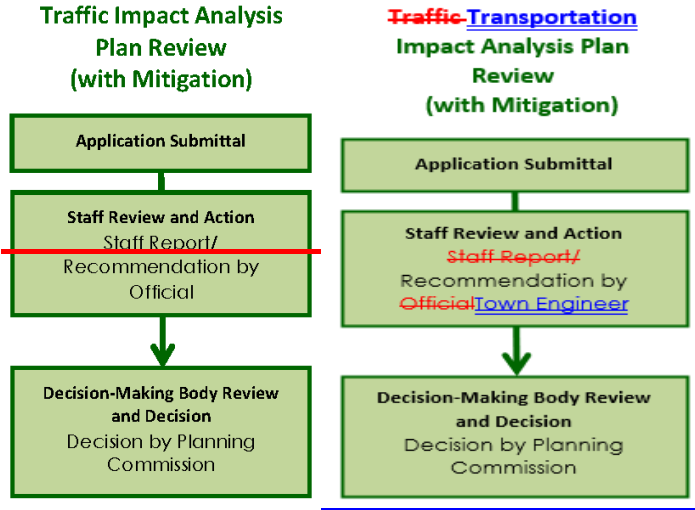 Traffic Impact Analysis
Plan Review
(with Mitigation)
Application Submittal
Staff Review and Action
Staff Report/
Recommendation by
Official
Decision-Making Body Review
and Decision
Decision by Planning
Commission
Traffic Transportation
Impact Analysis Plan
Review
(with Mitigation)
Application Submittal
Staff Review and Action
Staff Report/
Recommendation by
OfficialTown Engineer
Decision-Making Body Review
and Decision
Decision by Planning
Commission